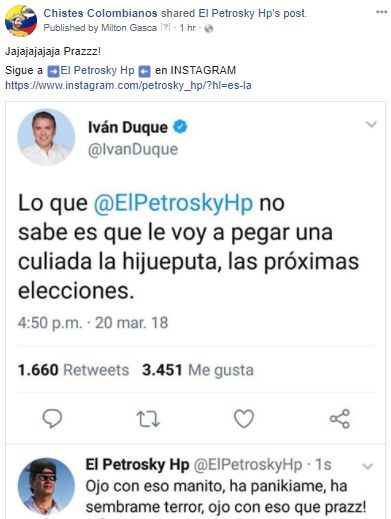 Chistes Colombianos shared El Petrosky Hp's post.
Published by Milton Gasca [?] · 1 hr ·
Jajajajajaja Prazzz!
Sigue a ➡️El Petrosky Hp ⬅️ en INSTAGRAM
https://www.instagram.com/petrosky_hp/?hl=es-la
Iván Duque
@IvanDuque
Lo que @ElPetroskyHp no
sabe es que le voy a pegar una
culiada la hijueputa, las próximas
elecciones.
4:50 p.m. · 20 mar. 18
1.660 Retweets 3.451 Me gusta
El Petrosky Hp @ElPetroskyHp · 1s
Ojo con eso manito, ha panikiame, ha
sembrame terror, ojo con eso que prazz!